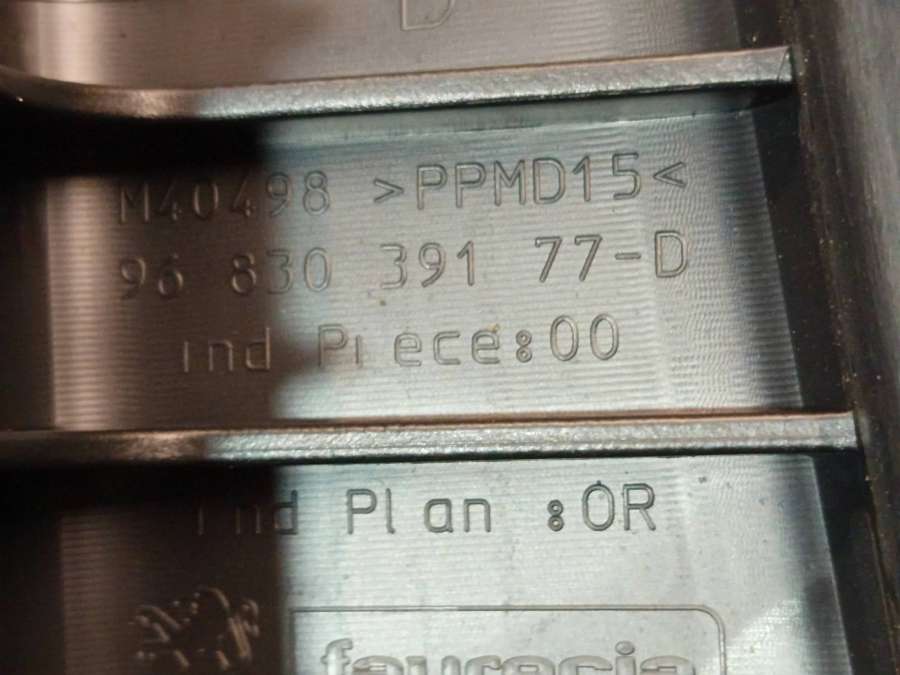 D
M40498 >PPMD15<
96 830 391 77-D
ind Piece:00
ind Plan :0R
faurecia